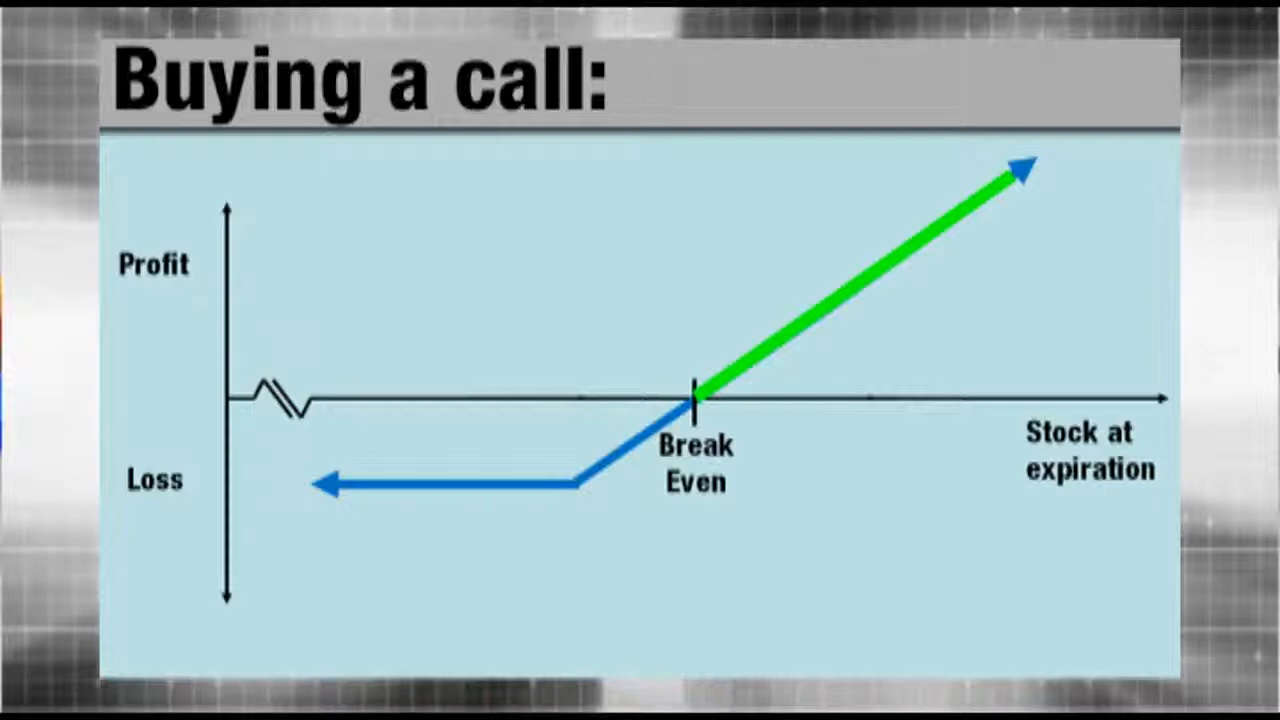 Buying a call:
Profit
Loss
Break
Even
Stock at
expiration